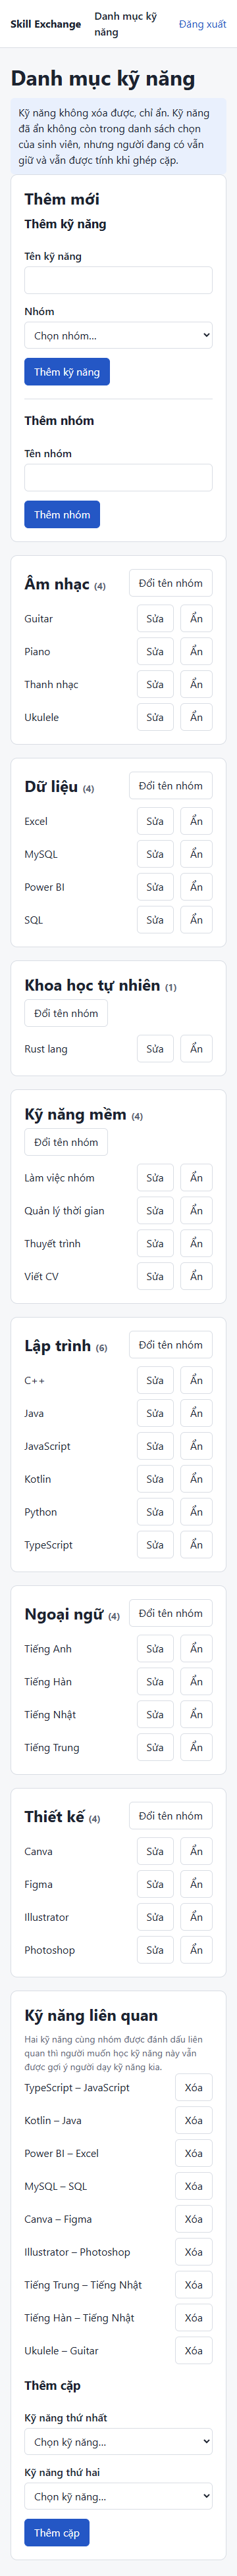 Skill Exchange
Danh mục kỹ
năng
Đăng xuất
Danh mục kỹ năng
Kỹ năng không xóa được, chỉ ẩn. Kỹ năng
đã ẩn không còn trong danh sách chọn
của sinh viên, nhưng người đang có vẫn
giữ và vẫn được tính khi ghép cặp.
Thêm mới
Thêm kỹ năng
Tên kỹ năng
Nhóm
Chọn nhóm...
Thêm kỹ năng
Thêm nhóm
Tên nhóm
Thêm nhóm
Âm nhạc (4) Đổi tên nhóm
Guitar Sửa Ẩn
Piano Sửa Ẩn
Thanh nhạc Sửa Ẩn
Ukulele Sửa Ẩn
Dữ liệu (4) Đổi tên nhóm
Excel Sửa Ẩn
MySQL Sửa Ẩn
Power BI Sửa Ẩn
SQL Sửa Ẩn
Khoa học tự nhiên (1)
Đổi tên nhóm
Rust lang Sửa Ẩn
Kỹ năng mềm (4)
Đổi tên nhóm
Làm việc nhóm Sửa Ẩn
Quản lý thời gian Sửa Ẩn
Thuyết trình Sửa Ẩn
Viết CV Sửa Ẩn
Lập trình (6) Đổi tên nhóm
C++ Sửa Ẩn
Java Sửa Ẩn
JavaScript Sửa Ẩn
Kotlin Sửa Ẩn
Python Sửa Ẩn
TypeScript Sửa Ẩn
Ngoại ngữ (4) Đổi tên nhóm
Tiếng Anh Sửa Ẩn
Tiếng Hàn Sửa Ẩn
Tiếng Nhật Sửa Ẩn
Tiếng Trung Sửa Ẩn
Thiết kế (4) Đổi tên nhóm
Canva Sửa Ẩn
Figma Sửa Ẩn
Illustrator Sửa Ẩn
Photoshop Sửa Ẩn
Kỹ năng liên quan
Hai kỹ năng cùng nhóm được đánh dấu liên
quan thì người muốn học kỹ năng này vẫn
được gợi ý người dạy kỹ năng kia.
TypeScript – JavaScript Xóa
Kotlin – Java Xóa
Power BI – Excel Xóa
MySQL – SQL Xóa
Canva – Figma Xóa
Illustrator – Photoshop Xóa
Tiếng Trung – Tiếng Nhật Xóa
Tiếng Hàn – Tiếng Nhật Xóa
Ukulele – Guitar Xóa
Thêm cặp
Kỹ năng thứ nhất
Chọn kỹ năng...
Kỹ năng thứ hai
Chọn kỹ năng...
Thêm cặp